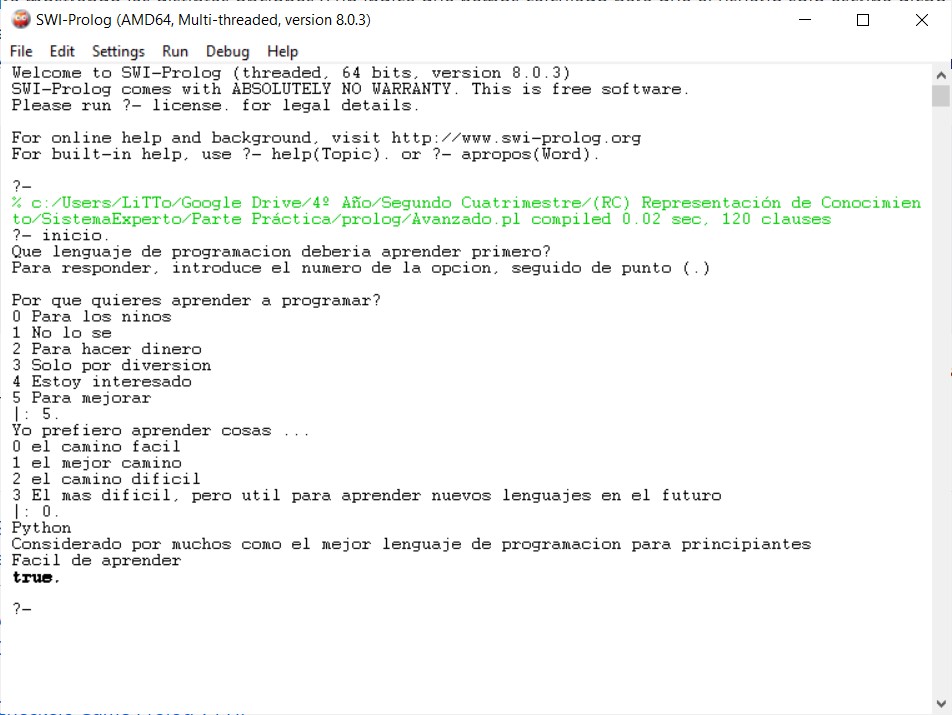 SWI-Prolog (AMD64, Multi-threaded, version 8.0.3)
File Edit Settings Run Debug Help
Welcome to SWI-Prolog (threaded, 64 bits, version 8.0.3)
SWI-Prolog comes with ABSOLUTELY NO WARRANTY. This is free software.
Please run ?- license. for legal details.
For online help and background, visit http://www.swi-prolog.org
For built-in help, use ?- help(Topic). or ?- apropos(Word).
?-
% c:/Users/LiTTo/Google Drive/4º Año/Segundo Cuatrimestre/(RC) Representación de Conocimien
to/SistemaExperto/Parte Práctica/prolog/Avanzado.pl compiled 0.02 sec, 120 clauses
?- inicio.
Que lenguaje de programacion deberia aprender primero?
Para responder, introduce el numero de la opcion, seguido de punto (.)
Por que quieres aprender a programar?
0 Para los ninos
1 No lo se
2 Para hacer dinero
3 Solo por diversion
4 Estoy interesado
5 Para mejorar
|: 5.
Yo prefiero aprender cosas ...
0 el camino facil
1 el mejor camino
2 el camino dificil
3 El mas dificil, pero util para aprender nuevos lenguajes en el futuro
|: 0.
Python
Considerado por muchos como el mejor lenguaje de programacion para principiantes
Facil de aprender
true.
?-